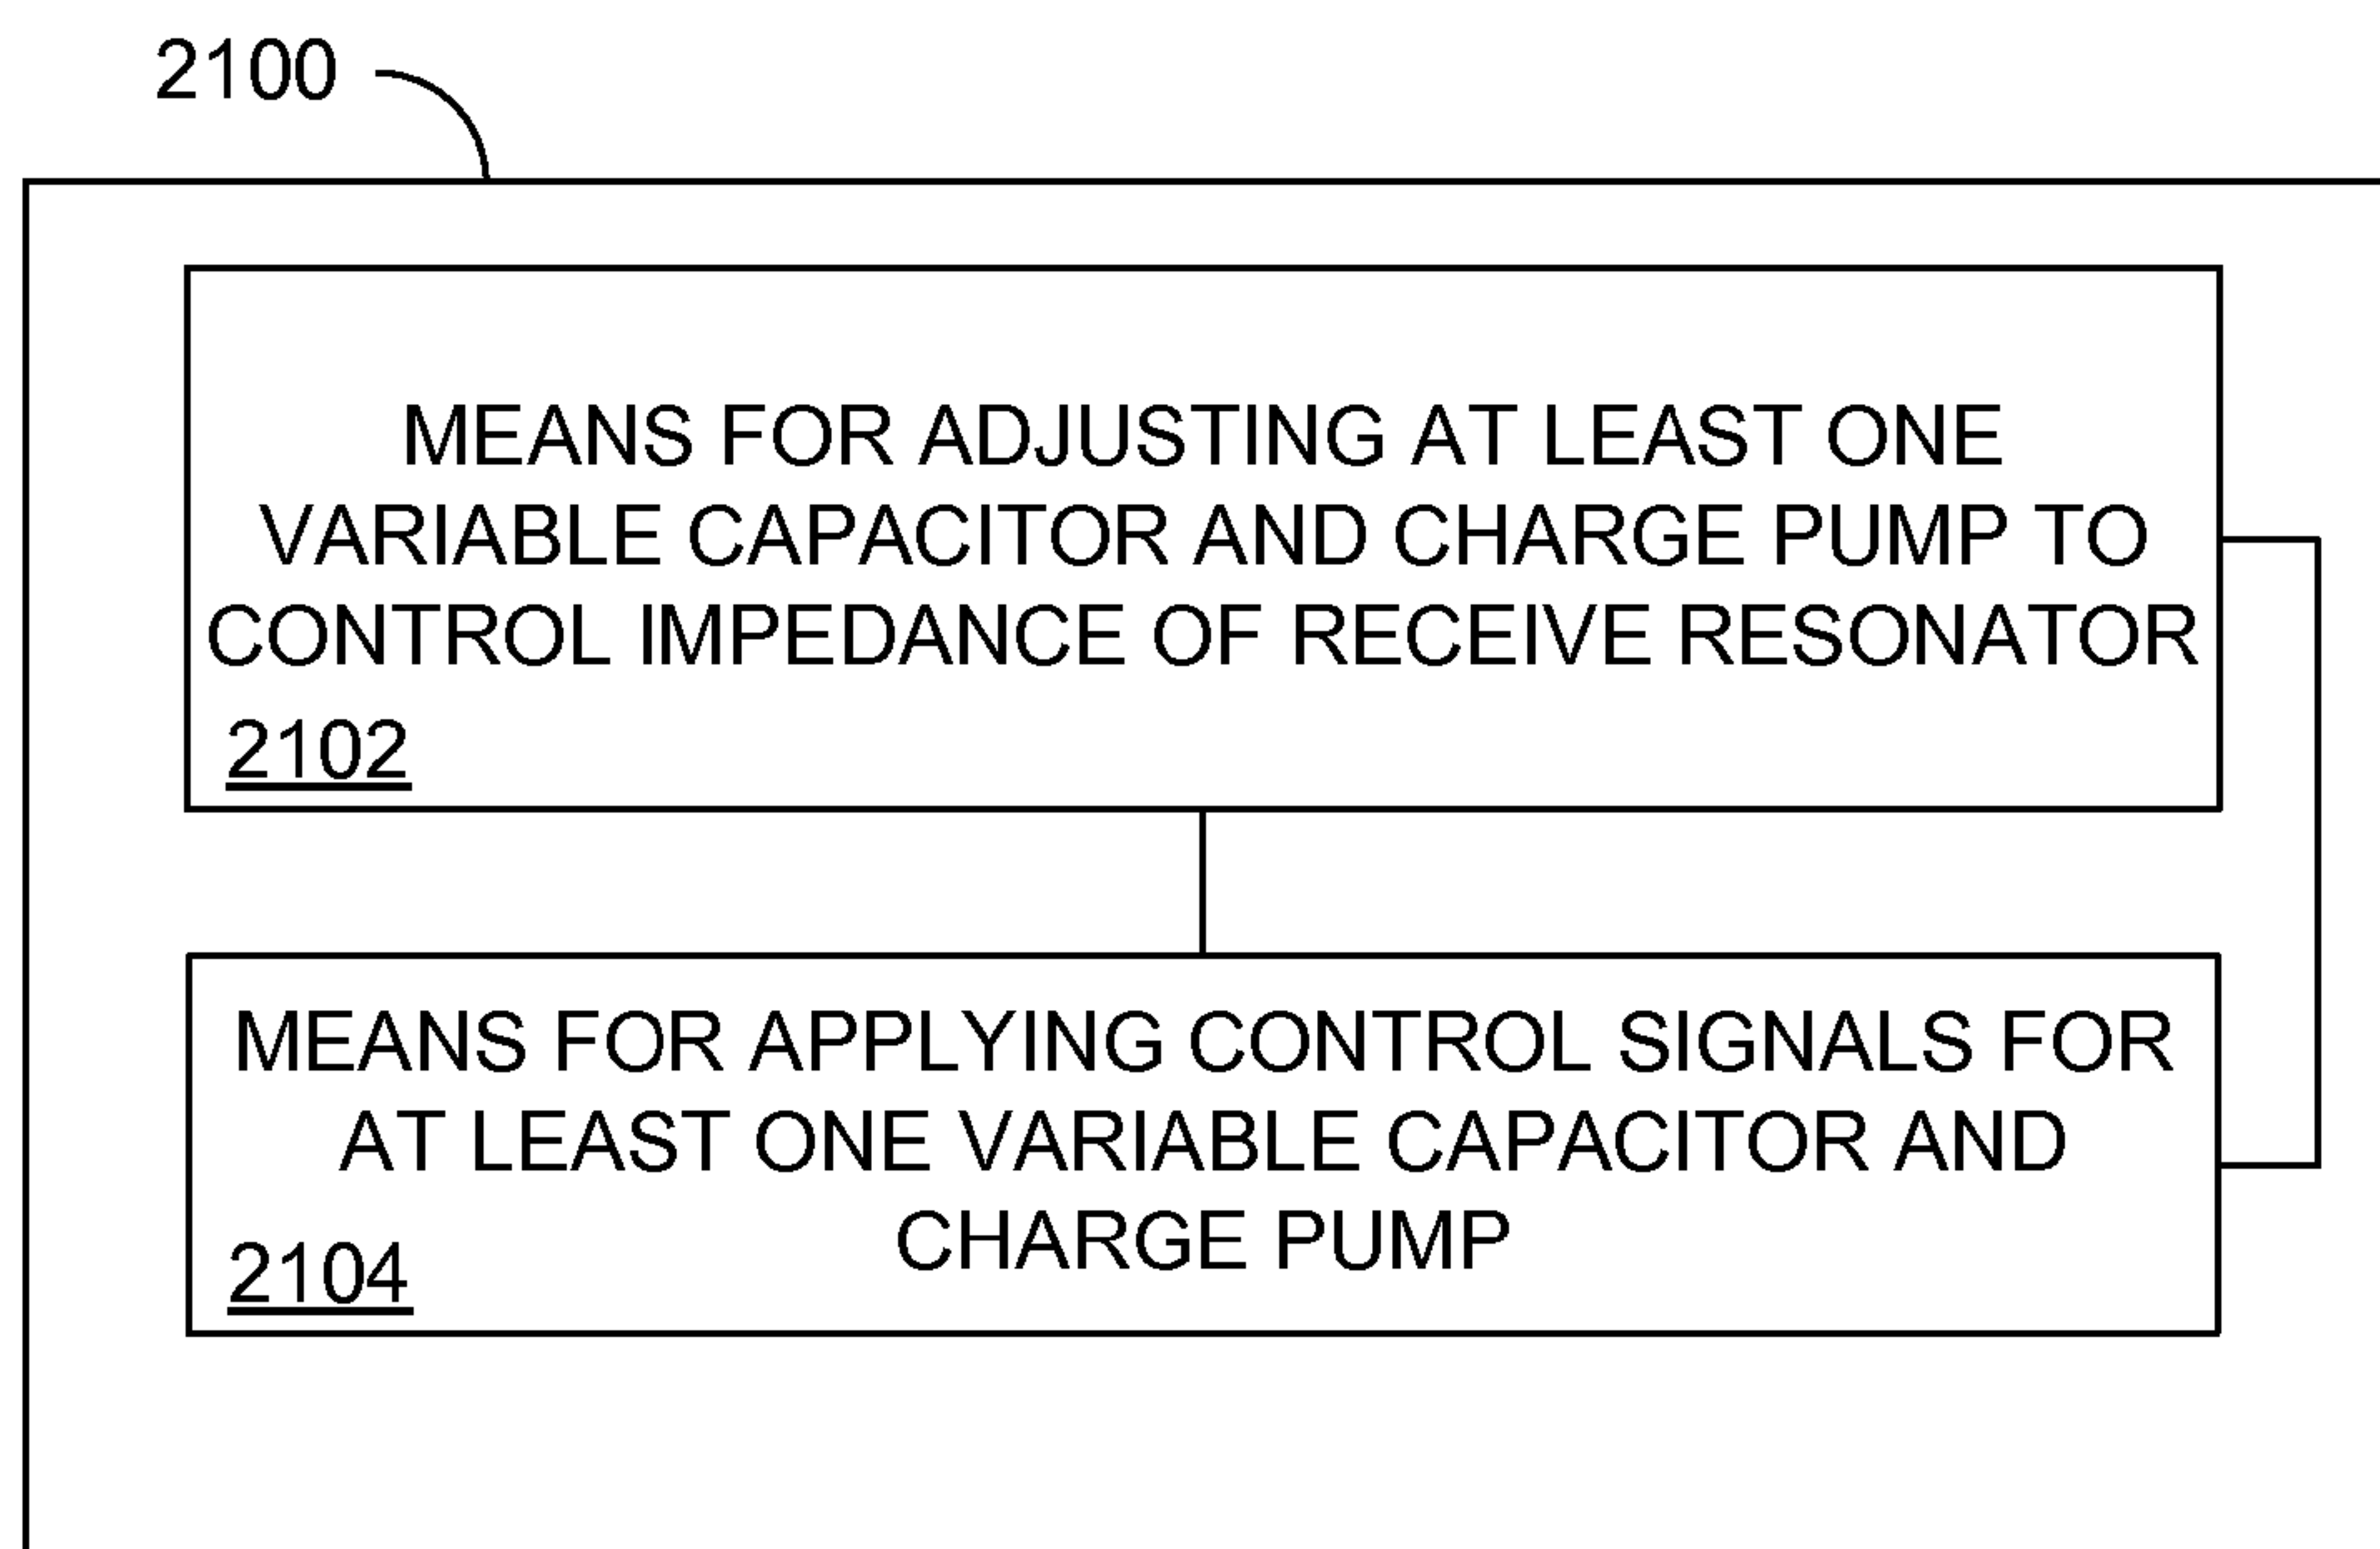 2100
MEANS FOR ADJUSTING AT LEAST ONE
VARIABLE CAPACITOR AND CHARGE PUMP TO
CONTROL IMPEDANCE OF RECEIVE RESONATOR
2102
MEANS FOR APPLYING CONTROL SIGNALS FOR
AT LEAST ONE VARIABLE CAPACITOR AND
CHARGE PUMP
2104